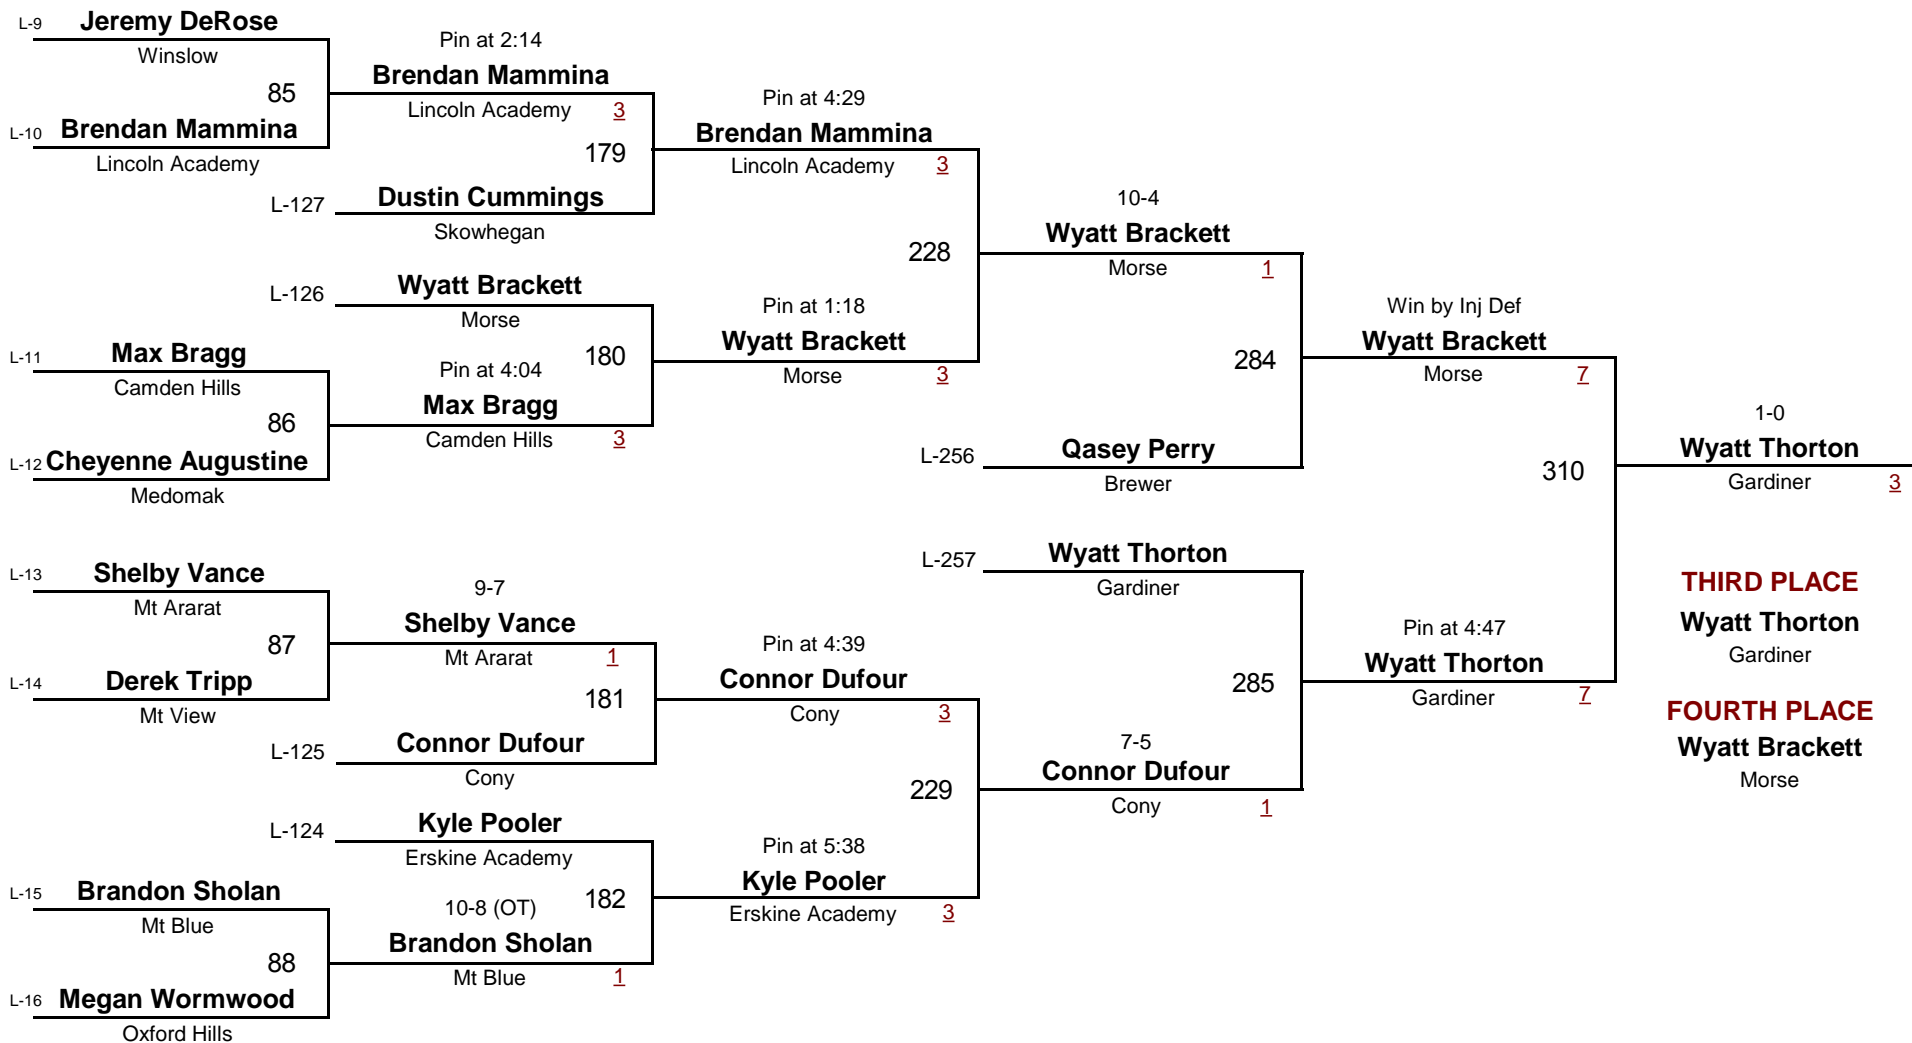 L-9 Jeremy DeRose
Winslow
85
L-10 Brendan Mammina
Lincoln Academy
Pin at 2:14
Brendan Mammina
Lincoln Academy 3
179
L-127 Dustin Cummings
Skowhegan
Pin at 4:29
Brendan Mammina
Lincoln Academy 3
228
L-126 Wyatt Brackett
Morse
180
L-11 Max Bragg
Camden Hills
86
L-12 Cheyenne Augustine
Medomak
Pin at 4:04
Max Bragg
Camden Hills 3
Pin at 1:18
Wyatt Brackett
Morse 3
10-4
Wyatt Brackett
Morse 1
284
L-256 Qasey Perry
Brewer
Win by Inj Def
Wyatt Brackett
Morse 7
310
1-0
Wyatt Thorton
Gardiner 3
L-13 Shelby Vance
Mt Ararat
87
L-14 Derek Tripp
Mt View
9-7
Shelby Vance
Mt Ararat 1
181
L-125 Connor Dufour
Cony
Pin at 4:39
Connor Dufour
Cony 3
229
L-124 Kyle Pooler
Erskine Academy
182
L-15 Brandon Sholan
Mt Blue
88
L-16 Megan Wormwood
Oxford Hills
10-8 (OT)
Brandon Sholan
Mt Blue 1
Pin at 5:38
Kyle Pooler
Erskine Academy 3
L-257 Wyatt Thorton
Gardiner
285
7-5
Connor Dufour
Cony 1
Pin at 4:47
Wyatt Thorton
Gardiner 7
THIRD PLACE
Wyatt Thorton
Gardiner
FOURTH PLACE
Wyatt Brackett
Morse